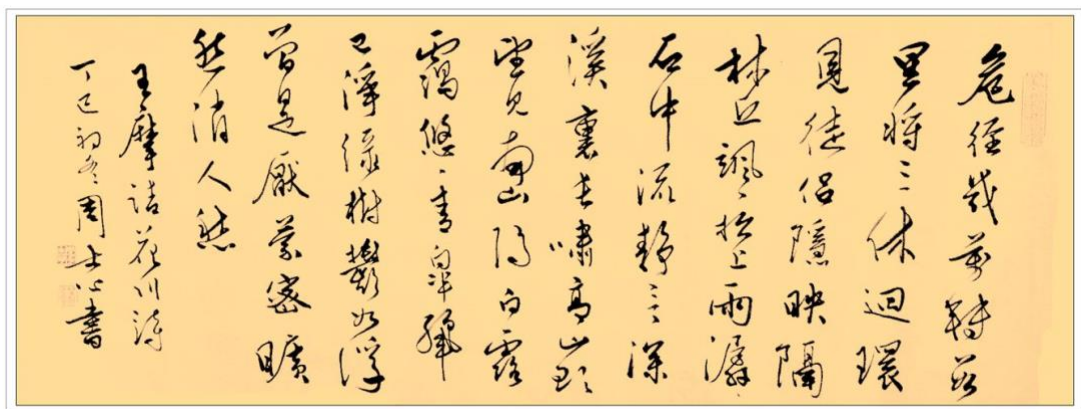 危徑幾萬轉數
里將三休迴環
見徒侶隱映隔
林丘颯颯松上雨潺潺
石中流靜言深
溪裏長嘯高山頭
望見南山陽白露
靄悠悠青皋麗
已淨綠樹鬱如浮
曾是厭蒙密曠
然消人愁
王摩詰花川詩
丁巳初冬周士心書